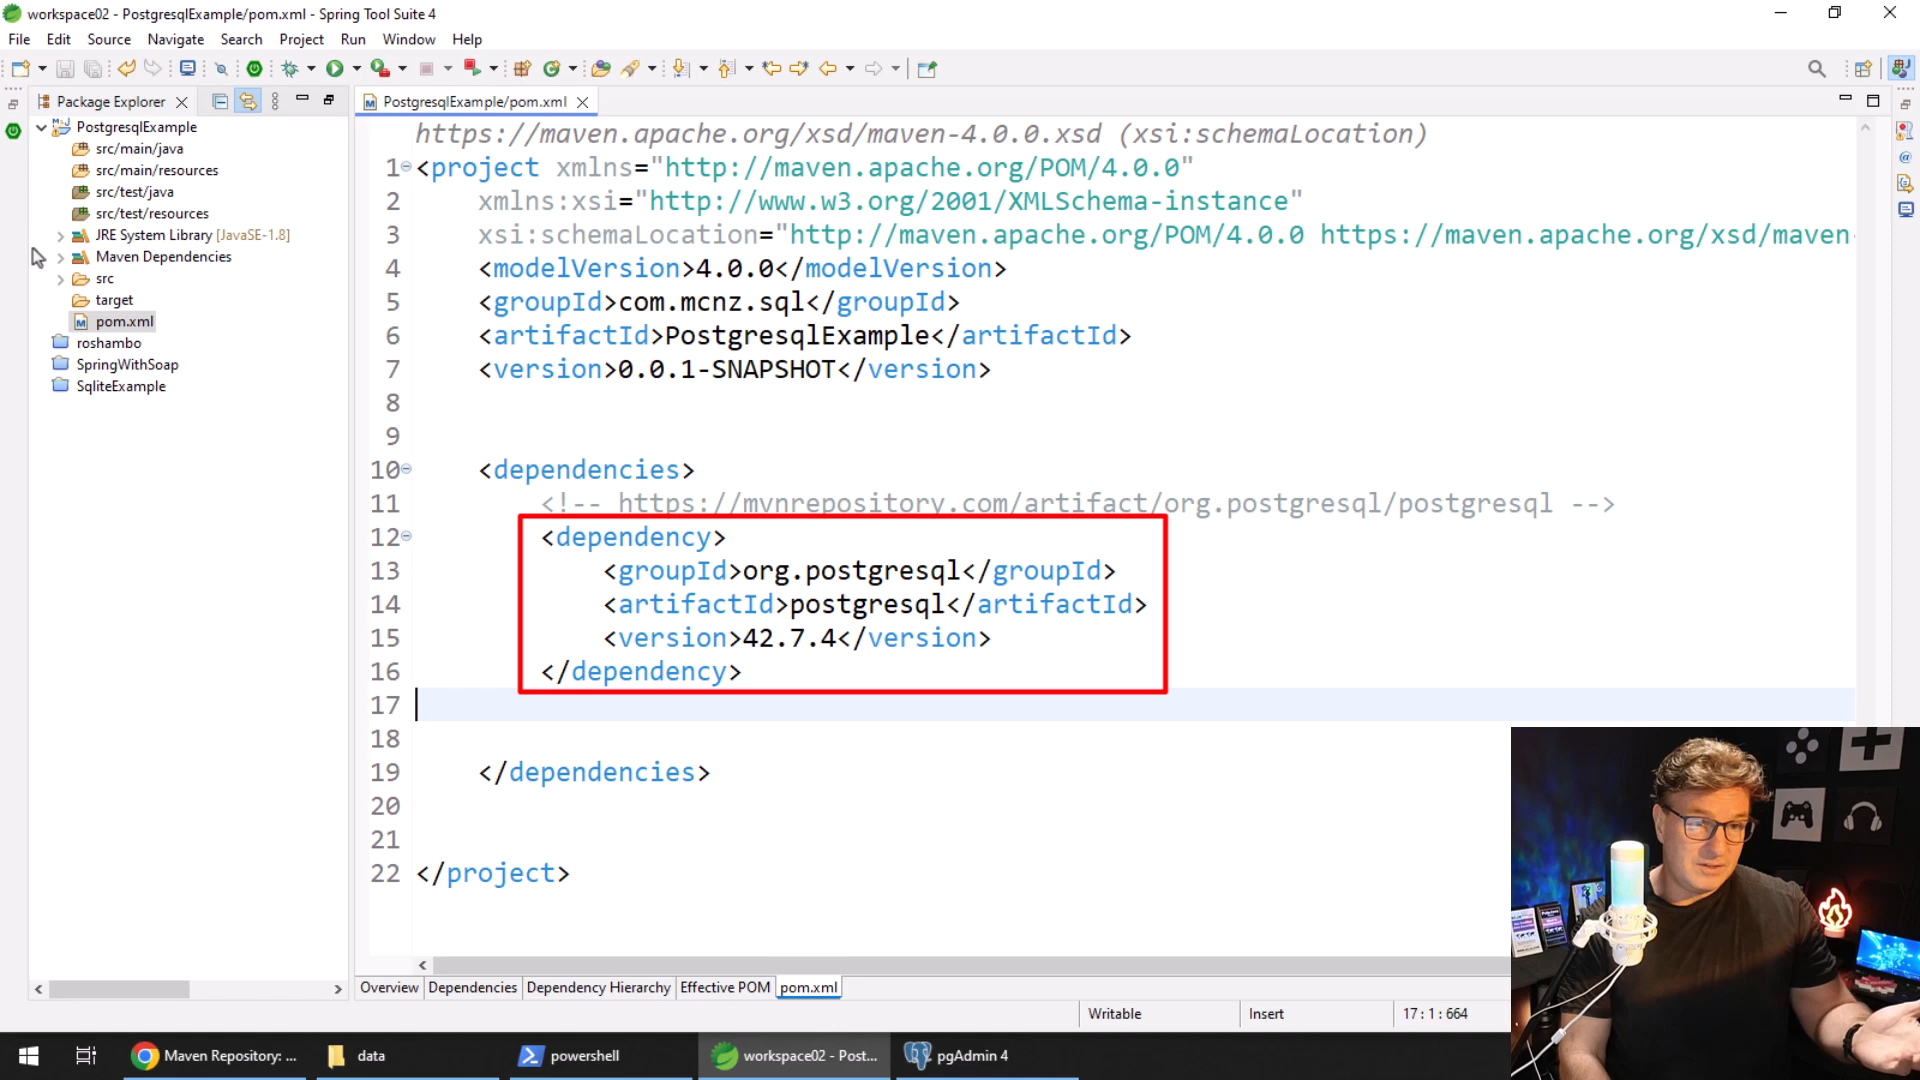 workspace02 - PostgresqlExample/pom.xml - Spring Tool Suite 4
File Edit Source Navigate Search Project Run Window Help
Package Explorer
PostgresqlExample/pom.xml
PostgresqlExample
src/main/java
src/main/resources
src/test/java
src/test/resources
JRE System Library [JavaSE-1.8]
Maven Dependencies
src
target
pom.xml
roshambo
SpringWithSoap
SqliteExample
https://maven.apache.org/xsd/maven-4.0.0.xsd (xsi:schemaLocation)
1 <project xmlns="http://maven.apache.org/POM/4.0.0"
2 xmlns:xsi="http://www.w3.org/2001/XMLSchema-instance"
3 xsi:schemaLocation="http://maven.apache.org/POM/4.0.0 https://maven.apache.org/xsd/maven-
4 <modelVersion>4.0.0</modelVersion>
5 <groupId>com.mcnz.sql</groupId>
6 <artifactId>PostgresqlExample</artifactId>
7 <version>0.0.1-SNAPSHOT</version>
8
9
10 <dependencies>
11 <!-- https://mvnrepository.com/artifact/org.postgresql/postgresql -->
12 <dependency>
13 <groupId>org.postgresql</groupId>
14 <artifactId>postgresql</artifactId>
15 <version>42.7.4</version>
16 </dependency>
17
18
19 </dependencies>
20
21
22 </project>
Overview Dependencies Dependency Hierarchy Effective POM pom.xml
Writable Insert 17:1:664
Maven Repository: ... data powershell workspace02 - Post... pgAdmin 4